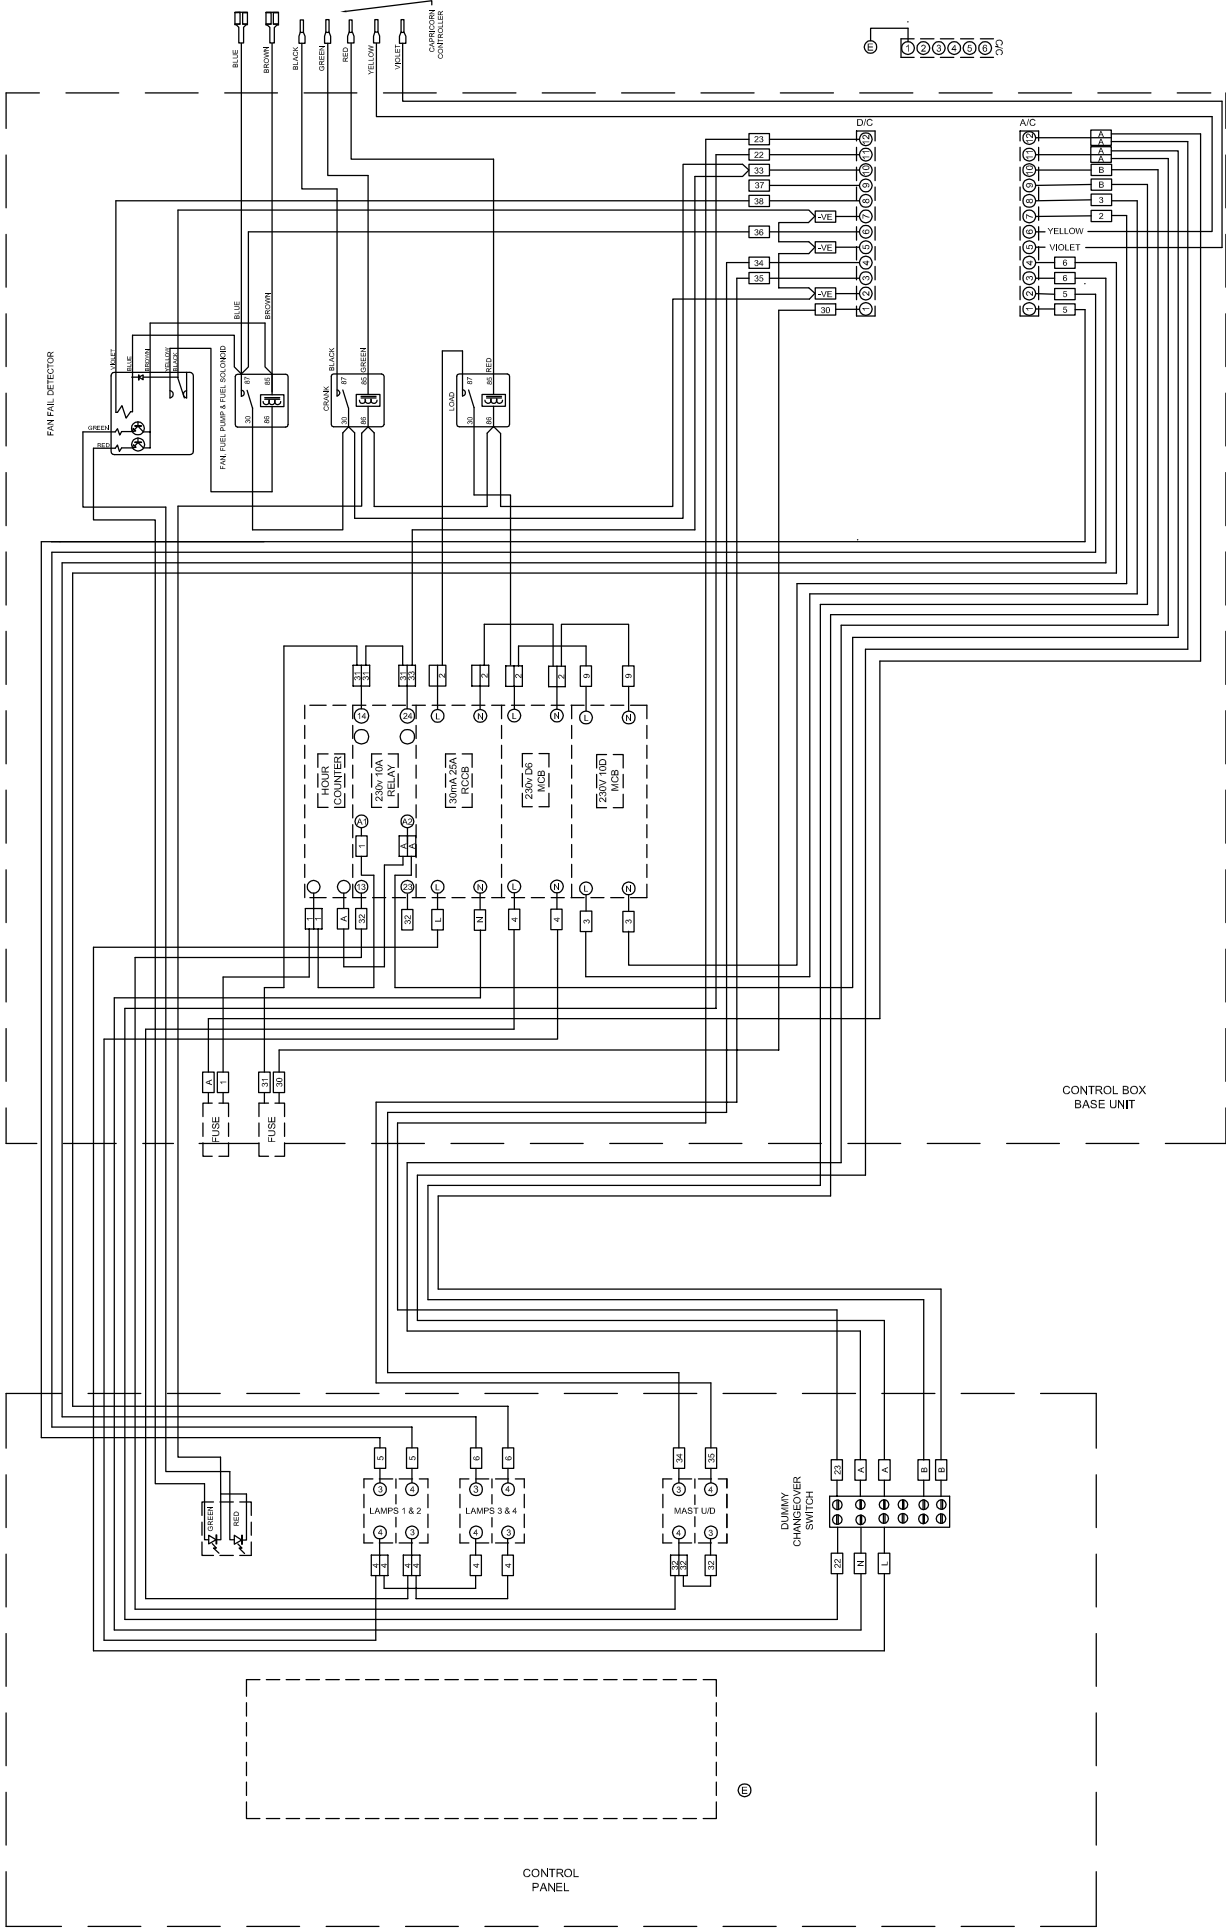 CAPRICORN
CONTROLLER
BLUE
BROWN
BLACK
GREEN
RED
YELLOW
VIOLET
E
1 2 3 4 5 6
C/C
D/C
12
11
10
9
8
7
6
5
4
3
2
1
23
22
33
37
38
-VE
36
-VE
34
35
-VE
30
A/C
12
11
10
9
8
7
6
5
4
3
2
1
A
A
A
A
B
B
3
2
YELLOW
VIOLET
6
6
5
5
FAN FAIL DETECTOR
VIOLET
BLUE
BROWN
YELLOW
BLACK
GREEN
RED
FAN, FUEL PUMP & FUEL SOLONOID
BLUE
BROWN
87
85
30
86
CRANK
BLACK
GREEN
87
85
30
86
LOAD
RED
87
85
30
86
31
31
31
33
2
2
2
2
9
9
14
24
L
N
L
N
L
N
HOUR
COUNTER
230v 10A
RELAY
30mA 25A
RCCB
230v D6
MCB
230V 10D
MCB
A1
A2
1
A
A
13
23
L
N
L
N
L
N
1
1
A
32
32
L
N
4
4
3
3
A
1
31
30
FUSE
FUSE
CONTROL BOX
BASE UNIT
GREEN
RED
5
5
6
6
3
4
3
4
LAMPS 1 & 2
LAMPS 3 & 4
4
3
4
3
4
4
4
4
4
4
34
35
3
4
MAST U/D
4
3
32
32
32
DUMMY
CHANGEOVER
SWITCH
23
A
A
B
B
22
N
L
E
CONTROL
PANEL